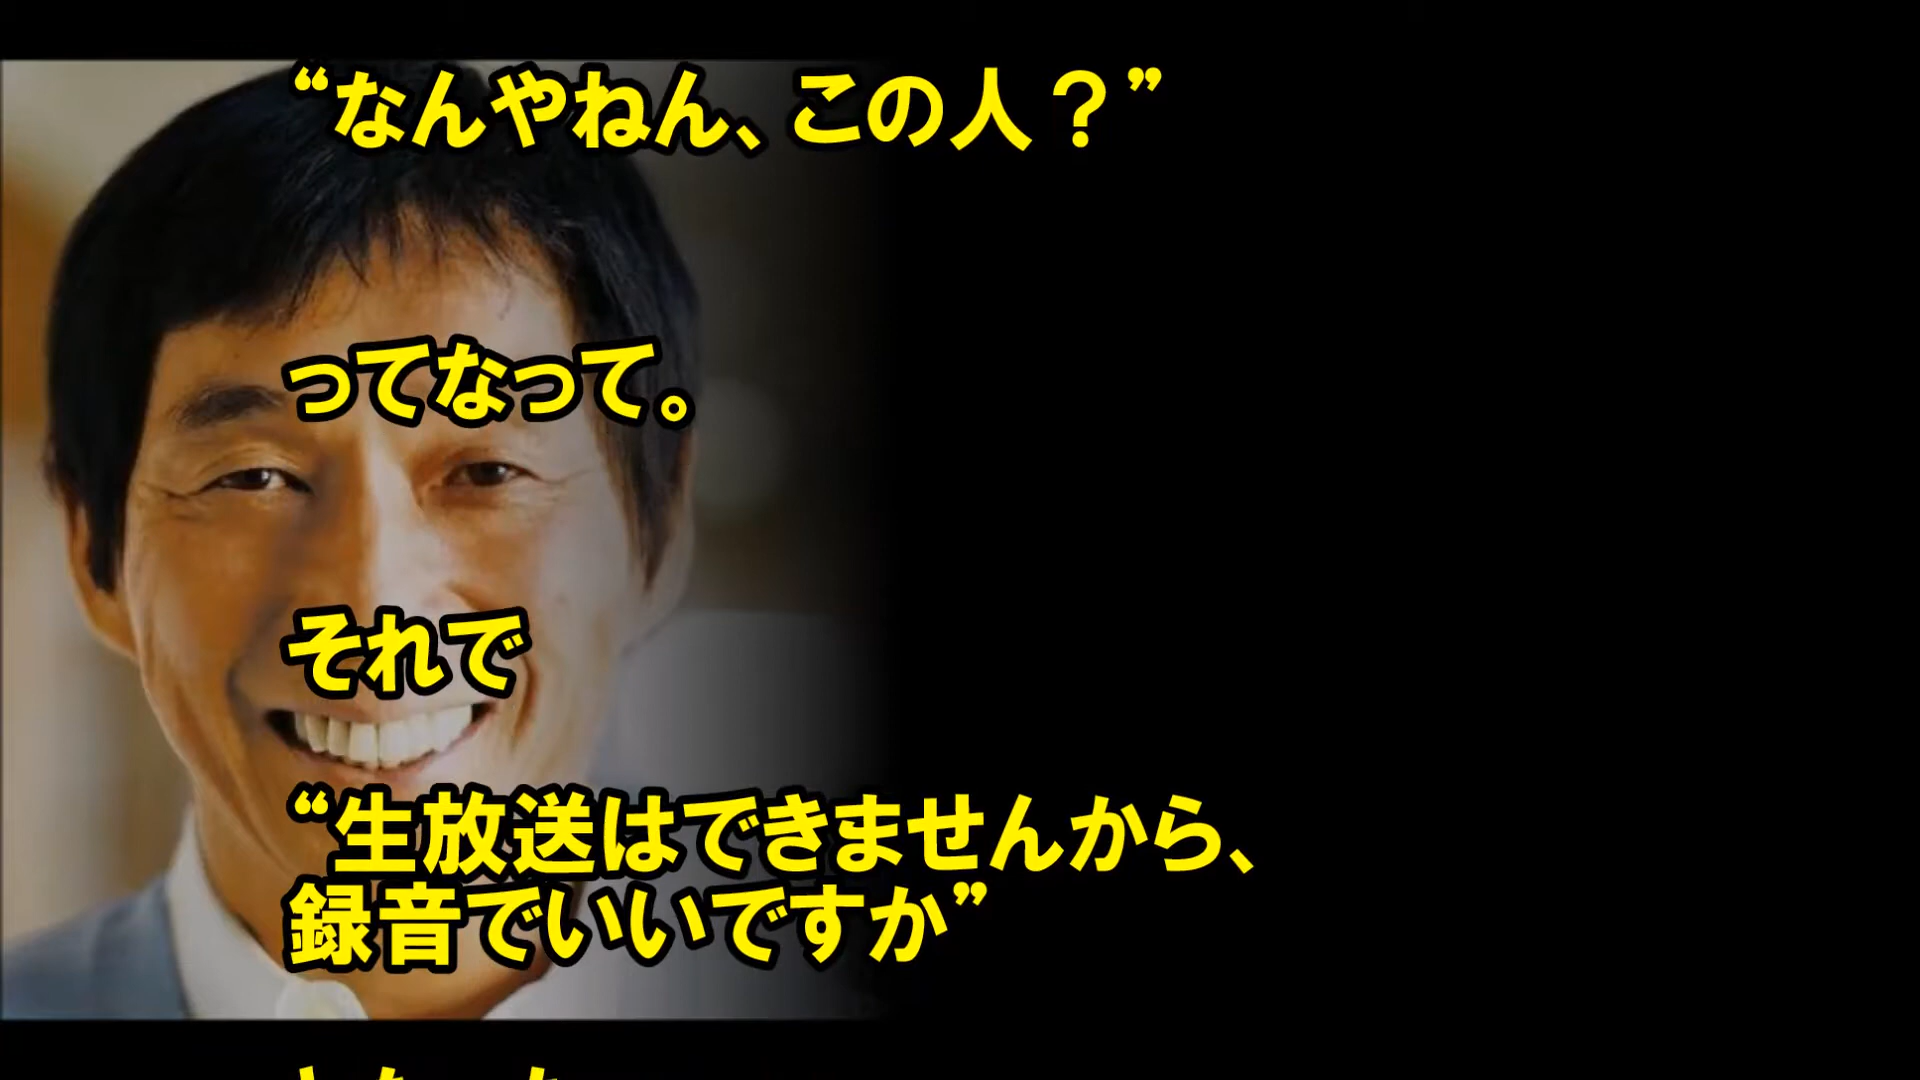 “なんやねん、この人？”
ってなって。
それで
“生放送はできませんから、
録音でいいですか”